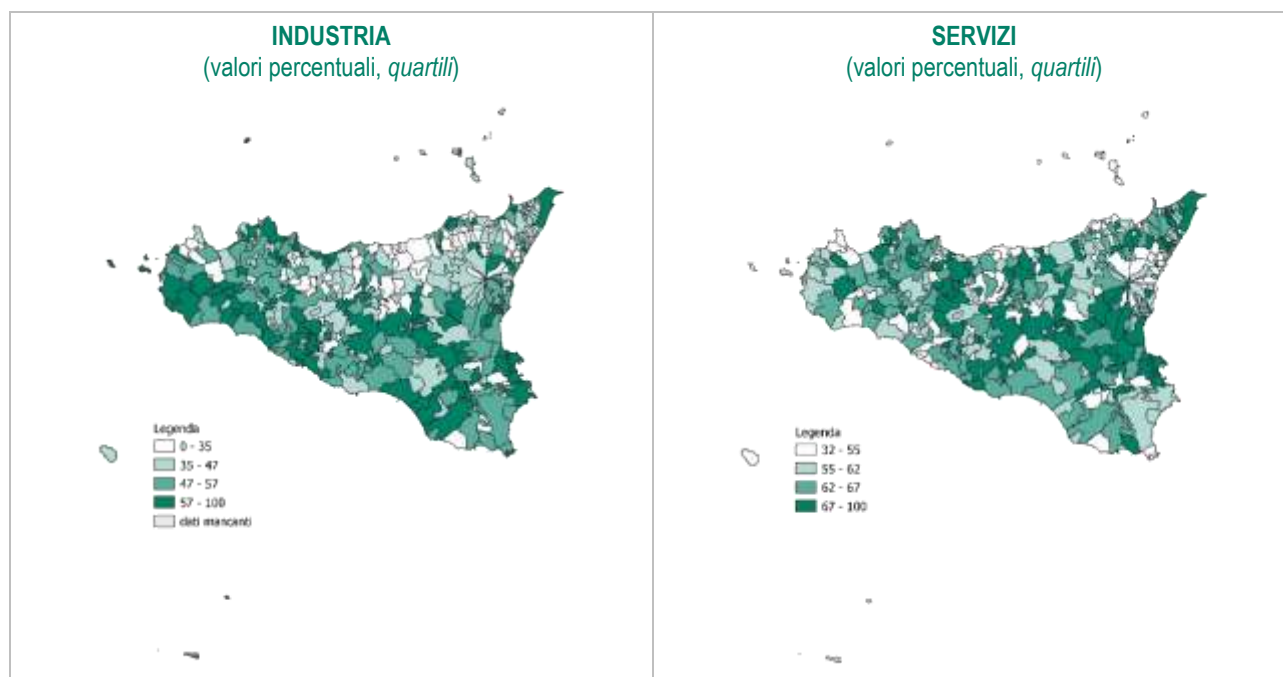 INDUSTRIA
(valori percentuali, quartili)
Legenda
0 - 35
35 - 47
47 - 57
57 - 100
dati mancanti
SERVIZI
(valori percentuali, quartili)
Legenda
32 - 55
55 - 62
62 - 67
67 - 100